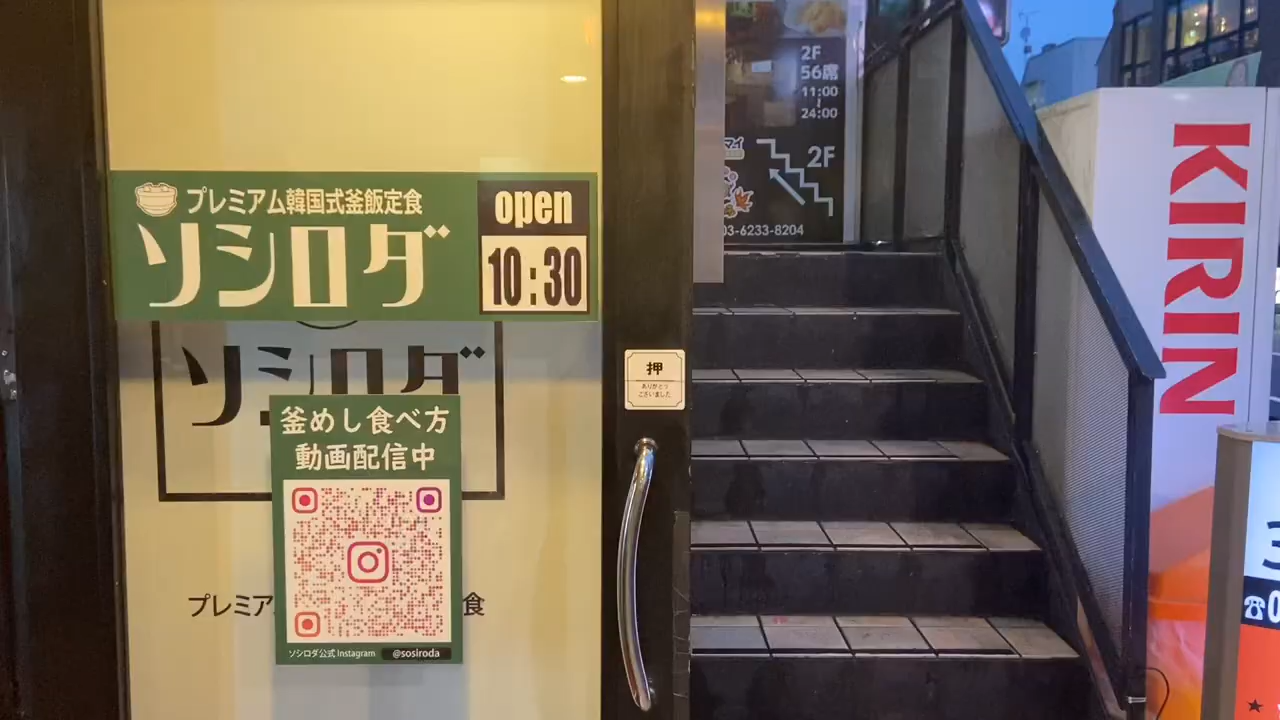 プレミアム韓国式釜飯定食
ソシロダ
open
10:30
ソシロダ
釜めし食べ方
動画配信中
ソシロダ公式 Instagram @sosiroda
プレミア
食
押
ありがとう
ございました
2F
56席
11:00
~
24:00
マイ
2F
03-6233-8204
KIRIN
☎0